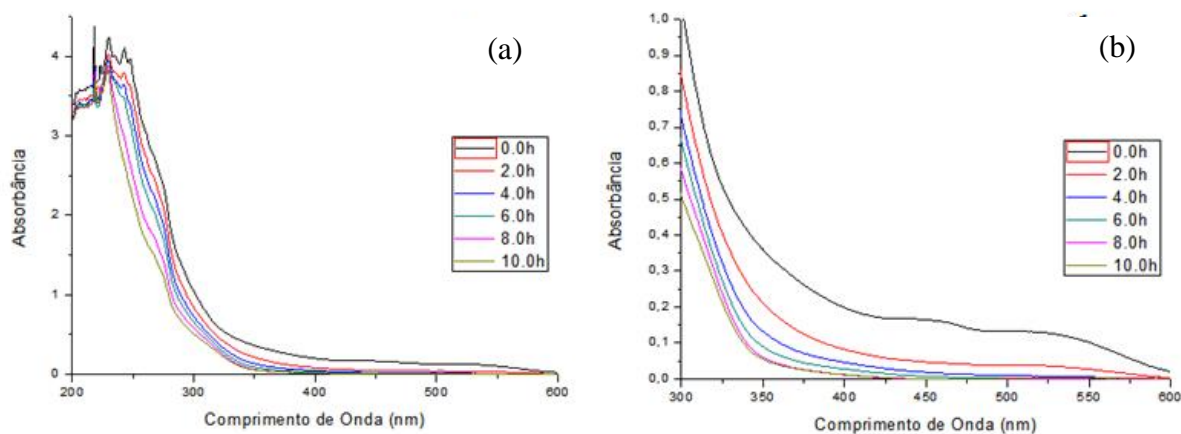 (a)
4
3
2
1
0
Absorbância
0.0h
2.0h
4.0h
6.0h
8.0h
10.0h
200
300
400
500
600
Comprimento de Onda (nm)
(b)
1,0
0,9
0,8
0,7
0,6
0,5
0,4
0,3
0,2
0,1
0,0
Absorbância
0.0h
2.0h
4.0h
6.0h
8.0h
10.0h
300
350
400
450
500
550
600
Comprimento de Onda (nm)